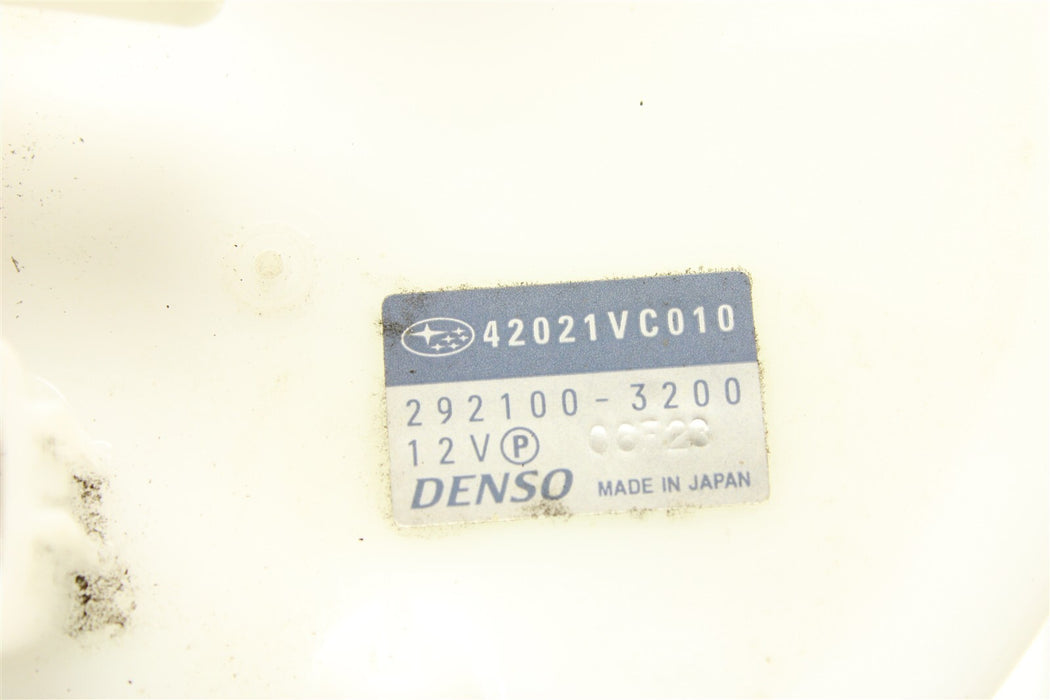 42021VC010
292100-3200
12V Ⓟ
DENSO MADE IN JAPAN